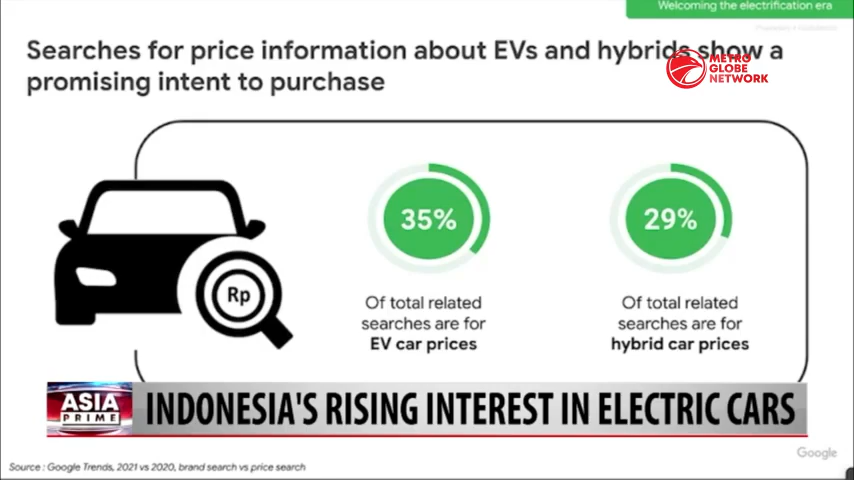 Welcoming the electrification era
Searches for price information about EVs and hybrids show a
promising intent to purchase
METRO
GLOBE
NETWORK
Rp
35%
Of total related
searches are for
EV car prices
29%
Of total related
searches are for
hybrid car prices
ASIA
PRIME
INDONESIA'S RISING INTEREST IN ELECTRIC CARS
Google
Source : Google Trends, 2021 vs 2020, brand search vs price search